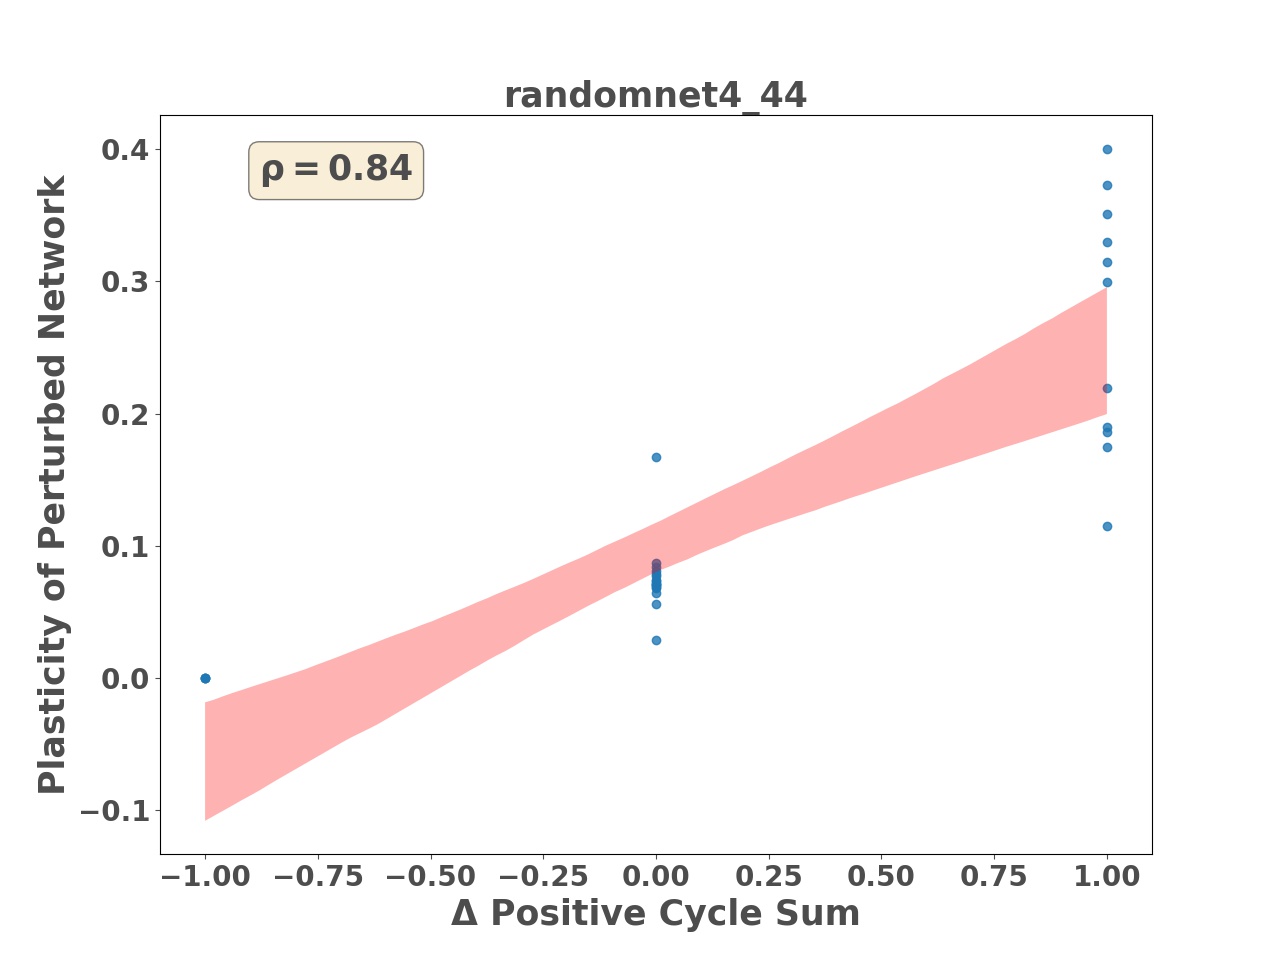 randomnet4_44
ρ = 0.84
Plasticity of Perturbed Network
0.4
0.3
0.2
0.1
0.0
−0.1
−1.00 −0.75 −0.50 −0.25 0.00 0.25 0.50 0.75 1.00
Δ Positive Cycle Sum